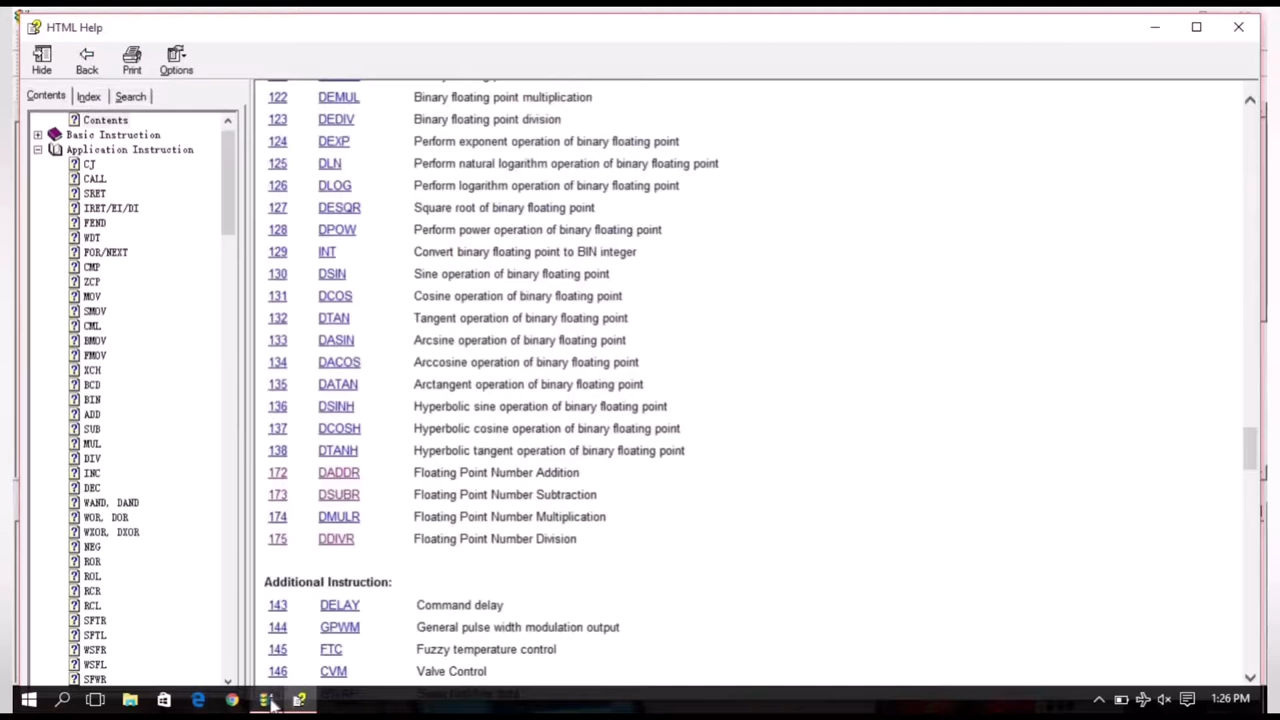 HTML Help
Hide Back Print Options
Contents Index Search
Contents
Basic Instruction
Application Instruction
CJ
CALL
SRET
IRET/EI/DI
FEND
WDT
FOR/NEXT
CMP
ZCP
MOV
SMOV
CML
BMOV
FMOV
XCH
BCD
BIN
ADD
SUB
MUL
DIV
INC
DEC
WAND, DAND
WOR, DOR
WXOR, DXOR
NEG
ROR
ROL
RCR
RCL
SFTR
SFTL
WSFR
WSFL
SFWR
122 DEMUL Binary floating point multiplication
123 DEDIV Binary floating point division
124 DEXP Perform exponent operation of binary floating point
125 DLN Perform natural logarithm operation of binary floating point
126 DLOG Perform logarithm operation of binary floating point
127 DESQR Square root of binary floating point
128 DPOW Perform power operation of binary floating point
129 INT Convert binary floating point to BIN integer
130 DSIN Sine operation of binary floating point
131 DCOS Cosine operation of binary floating point
132 DTAN Tangent operation of binary floating point
133 DASIN Arcsine operation of binary floating point
134 DACOS Arccosine operation of binary floating point
135 DATAN Arctangent operation of binary floating point
136 DSINH Hyperbolic sine operation of binary floating point
137 DCOSH Hyperbolic cosine operation of binary floating point
138 DTANH Hyperbolic tangent operation of binary floating point
172 DADDR Floating Point Number Addition
173 DSUBR Floating Point Number Subtraction
174 DMULR Floating Point Number Multiplication
175 DDIVR Floating Point Number Division
Additional Instruction:
143 DELAY Command delay
144 GPWM General pulse width modulation output
145 FTC Fuzzy temperature control
146 CVM Valve Control
1:26 PM